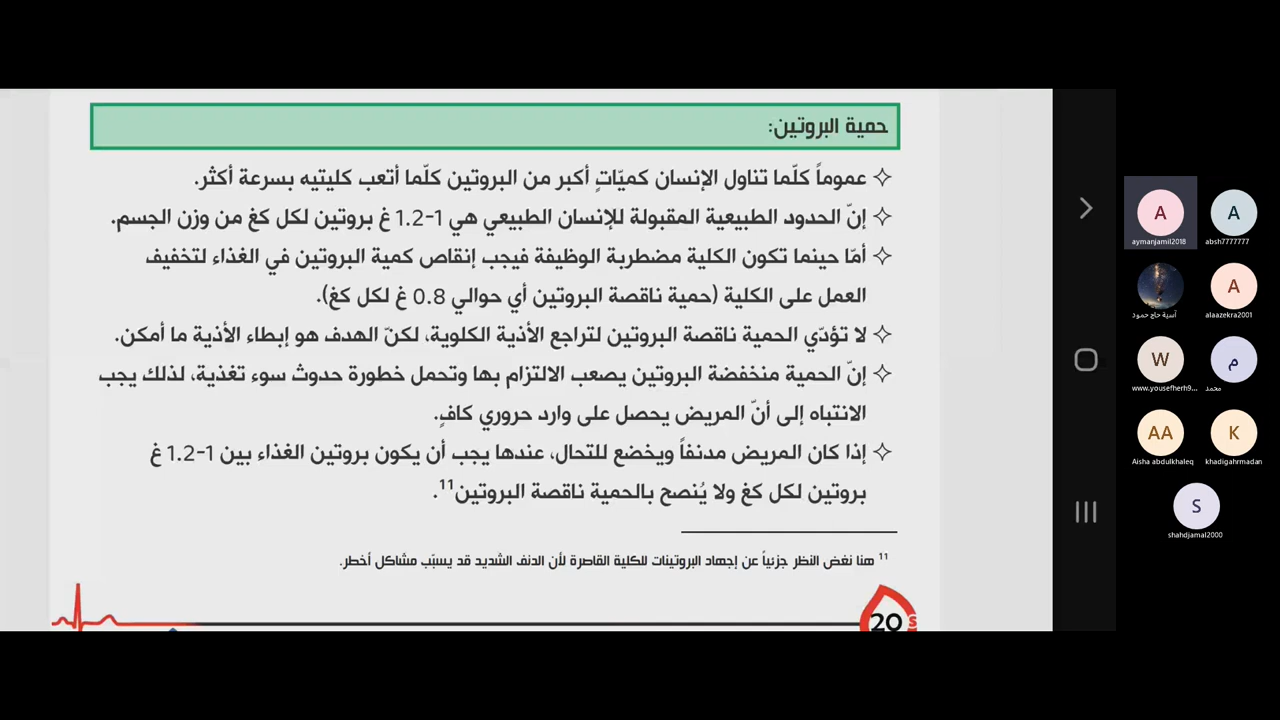 حمية البروتين:
✧ عموماً كلّما تناول الإنسان كميّاتٍ أكبر من البروتين كلّما أتعب كليتيه بسرعة أكثر.
✧ إنّ الحدود الطبيعية المقبولة للإنسان الطبيعي هي 1-1.2 غ بروتين لكل كغ من وزن الجسم.
✧ أمّا حينما تكون الكلية مضطربة الوظيفة فيجب إنقاص كمية البروتين في الغذاء لتخفيف
العمل على الكلية (حمية ناقصة البروتين أي حوالي 0.8 غ لكل كغ).
✧ لا تؤدّي الحمية ناقصة البروتين لتراجع الأذية الكلوية، لكنّ الهدف هو إبطاء الأذية ما أمكن.
✧ إنّ الحمية منخفضة البروتين يصعب الالتزام بها وتحمل خطورة حدوث سوء تغذية، لذلك يجب
الانتباه إلى أنّ المريض يحصل على وارد حروري كافٍ.
✧ إذا كان المريض مدنفاً ويخضع للتحال، عندها يجب أن يكون بروتين الغذاء بين 1-1.2 غ
بروتين لكل كغ ولا يُنصح بالحمية ناقصة البروتين¹¹.
¹¹ هنا نغض النظر جزئياً عن إجهاد البروتينات للكلية القاصرة لأن الدنف الشديد قد يسبّب مشاكل أخطر.
20
S
A
aymanjamil2018
A
absh7777777
آسية حاج حمود
A
alaazekra2001
W
www.yousefherh9...
م
محمد
AA
Aisha abdulkhaleq
K
khadigahrmadan
S
shahdjamal2000